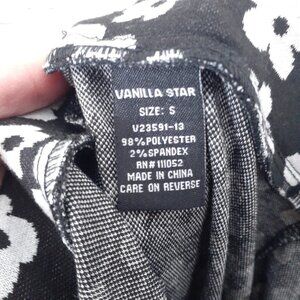 VANILLA STAR
SIZE: S
V23591-13
98% POLYESTER
2% SPANDEX
RN#111052
MADE IN CHINA
CARE ON REVERSE